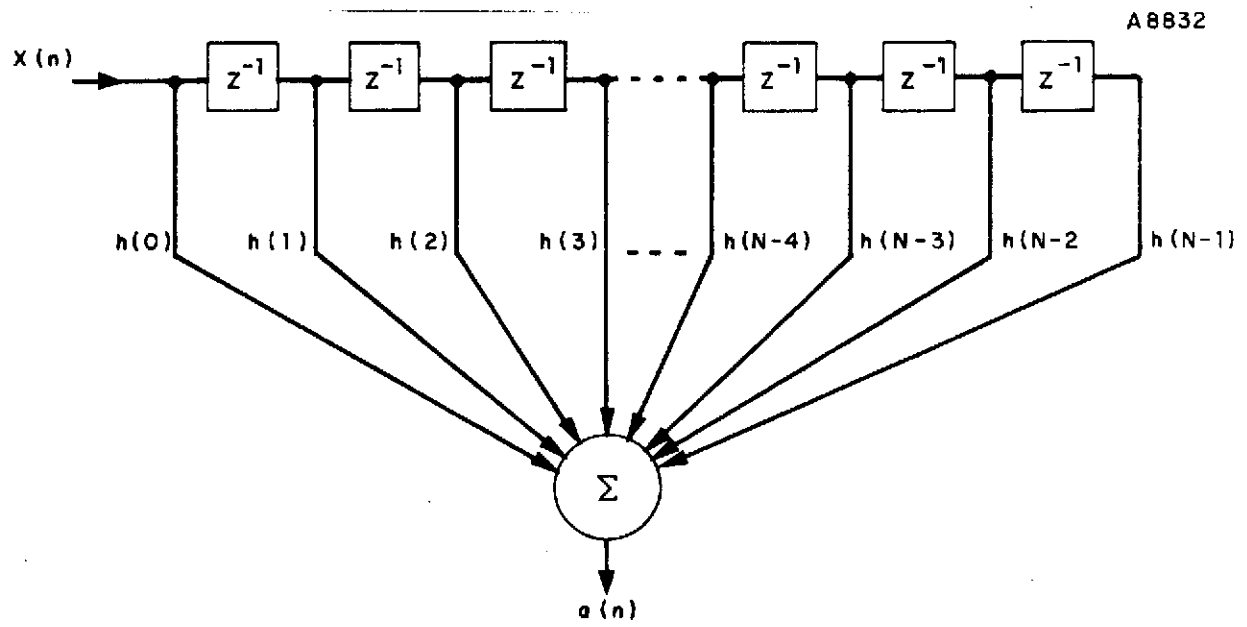 A8832
X(n)
z⁻¹ z⁻¹ z⁻¹ - - - - z⁻¹ z⁻¹ z⁻¹
h(0) h(1) h(2) h(3) - - - - h(N-4) h(N-3) h(N-2 h(N-1)
Σ
a(n)